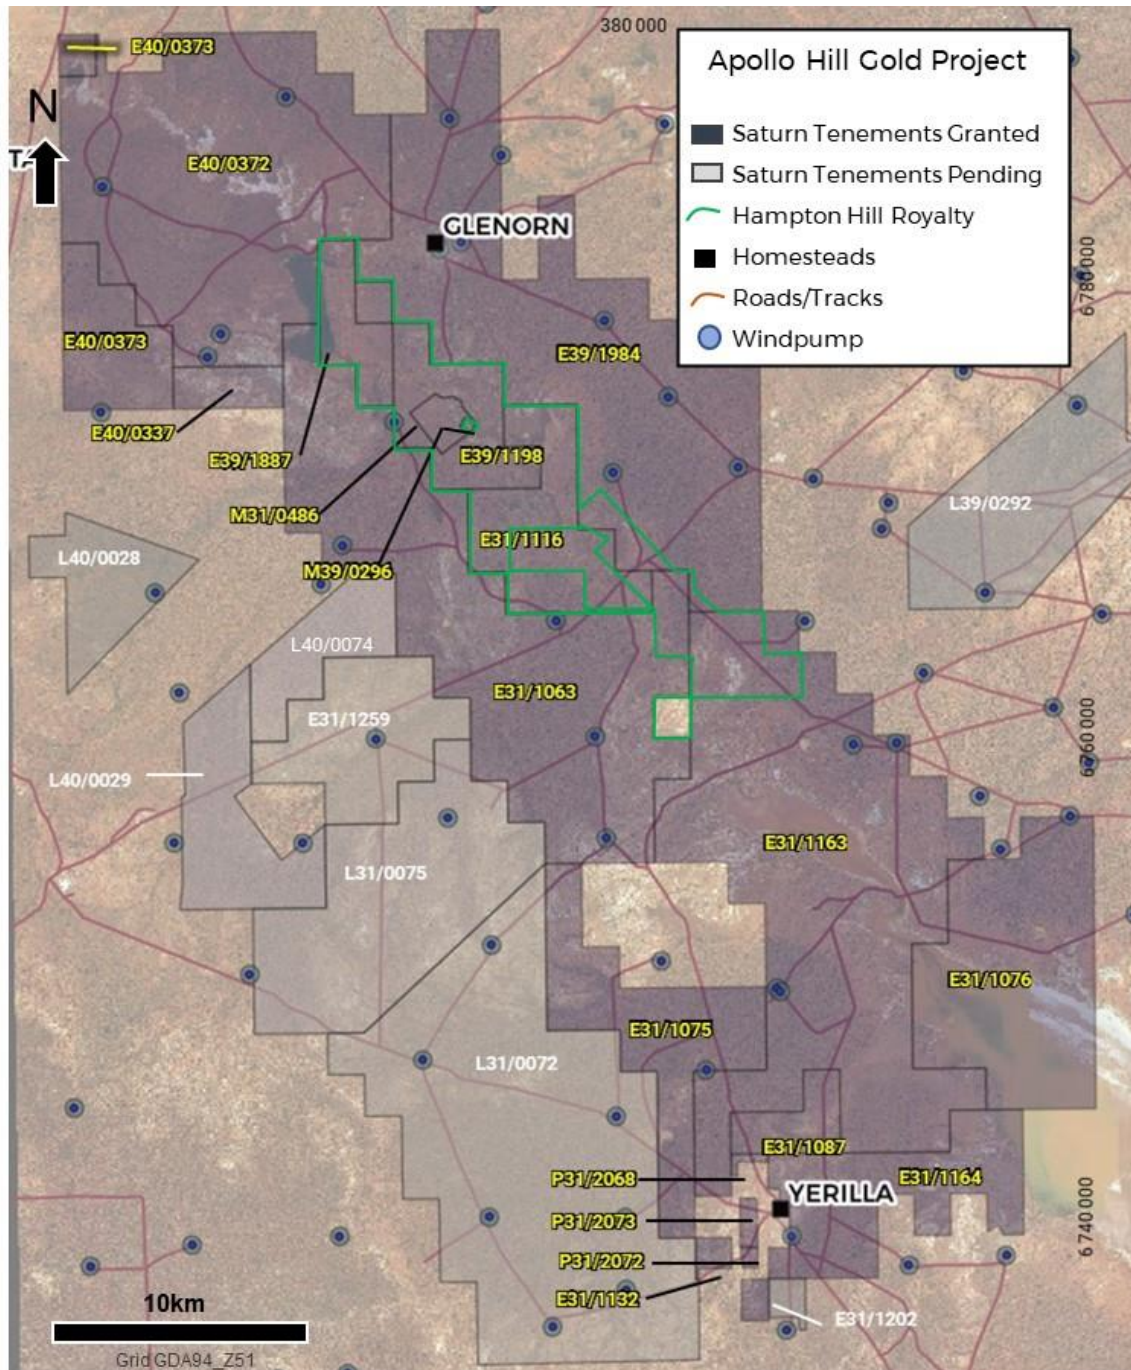 380 000
E40/0373
Apollo Hill Gold Project
N
Saturn Tenements Granted
Saturn Tenements Pending
Hampton Hill Royalty
Homesteads
Roads/Tracks
Windpump
E40/0372
GLENORN
6 780 000
E40/0373
E39/1984
E40/0337
E39/1887
E39/1198
M31/0486
L39/0292
E31/1116
L40/0028
M39/0296
L40/0074
E31/1063
E31/1259
6 760 000
L40/0029
E31/1163
L31/0075
E31/1076
E31/1075
L31/0072
E31/1087
P31/2068
E31/1164
YERILLA
P31/2073
6 740 000
P31/2072
E31/1132
10km
E31/1202
Grid GDA94_Z51